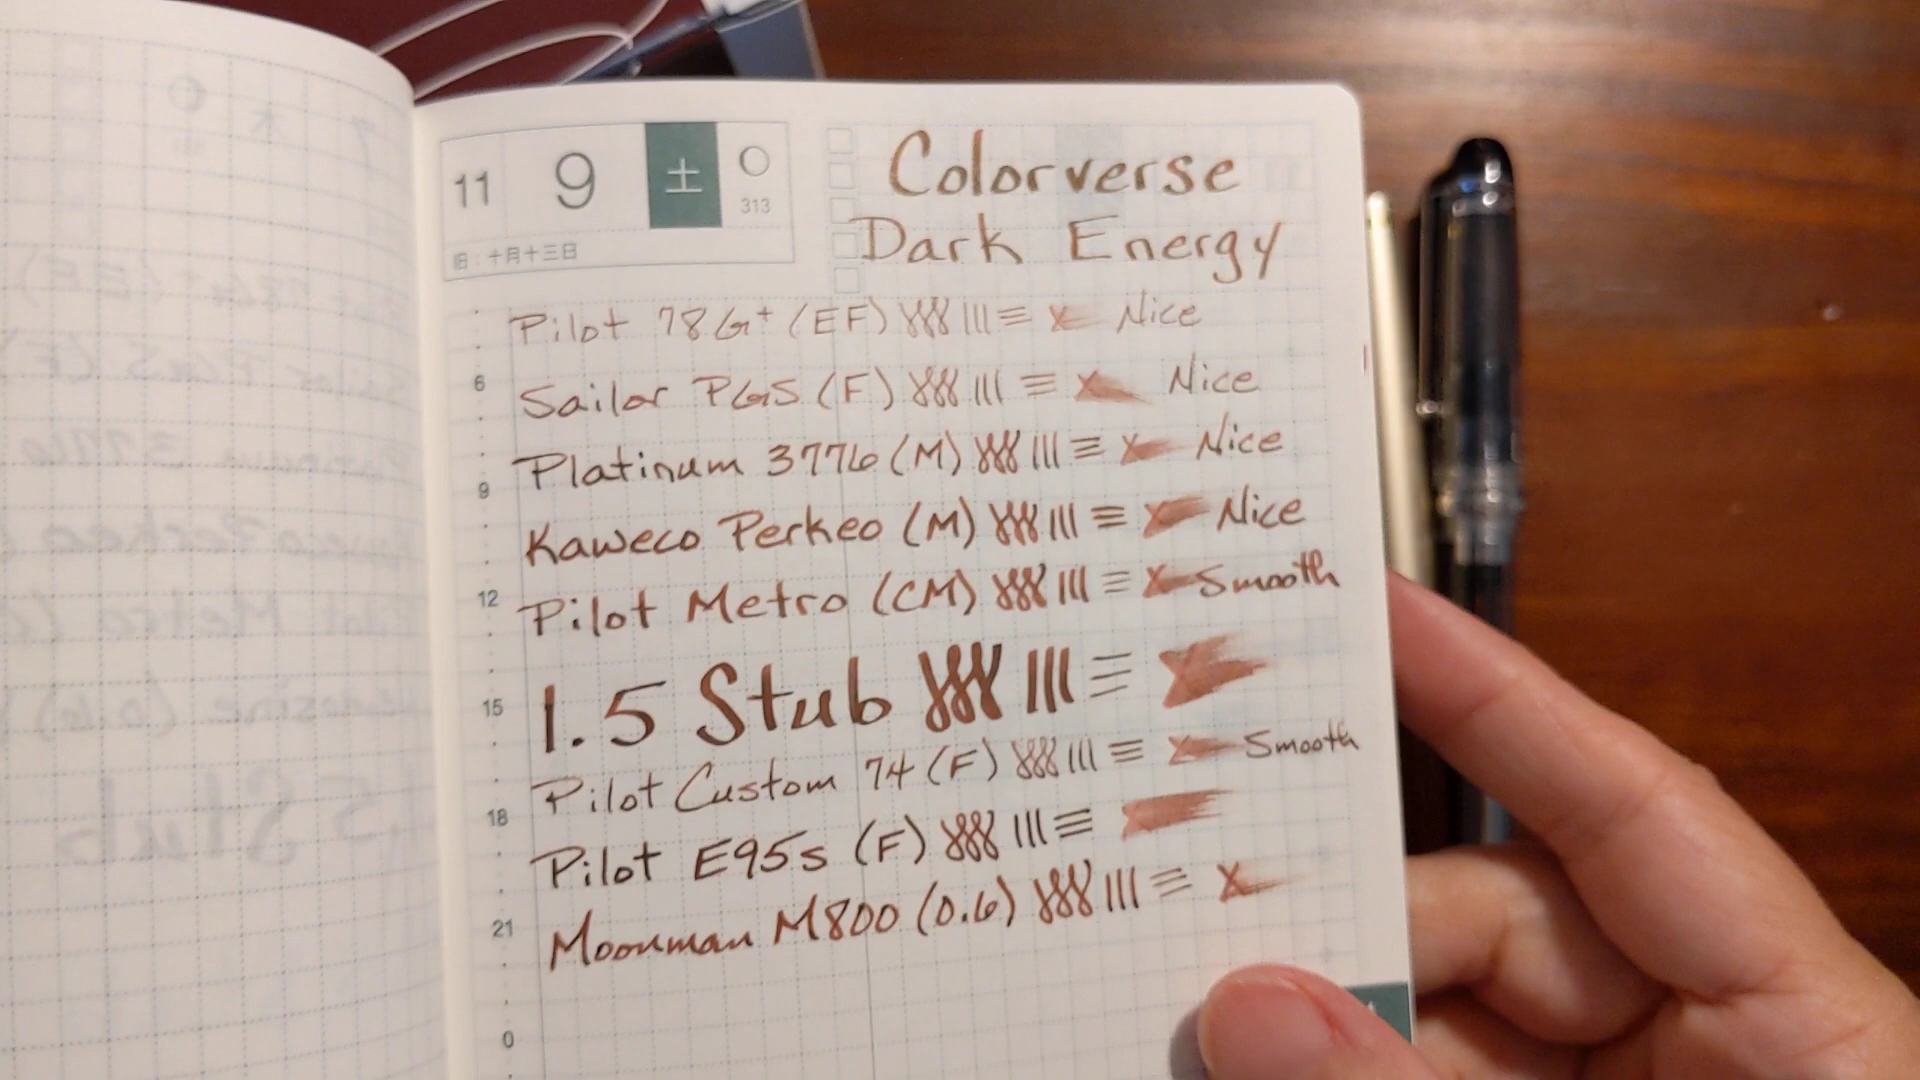 11 9 土
313
旧:十月十三日
Colorverse
Dark Energy
Pilot 78G+ (EF) Nice
6
Sailor PGS (F) Nice
Platinum 3776 (M) Nice
9
Kaweco Perkeo (M) Nice
12
Pilot Metro (CM) Smooth
15
1.5 Stub
Pilot Custom 74 (F) Smooth
18
Pilot E95s (F)
21
Moonman M800 (0.6)
0